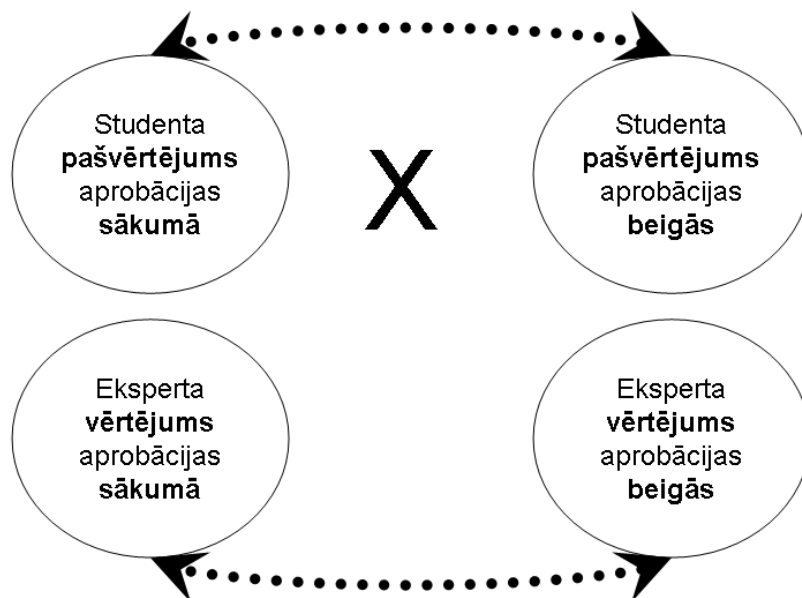 Studenta
pašvērtējums
aprobācijas
sākumā
X
Studenta
pašvērtējums
aprobācijas
beigās
Eksperta
vērtējums
aprobācijas
sākumā
Eksperta
vērtējums
aprobācijas
beigās